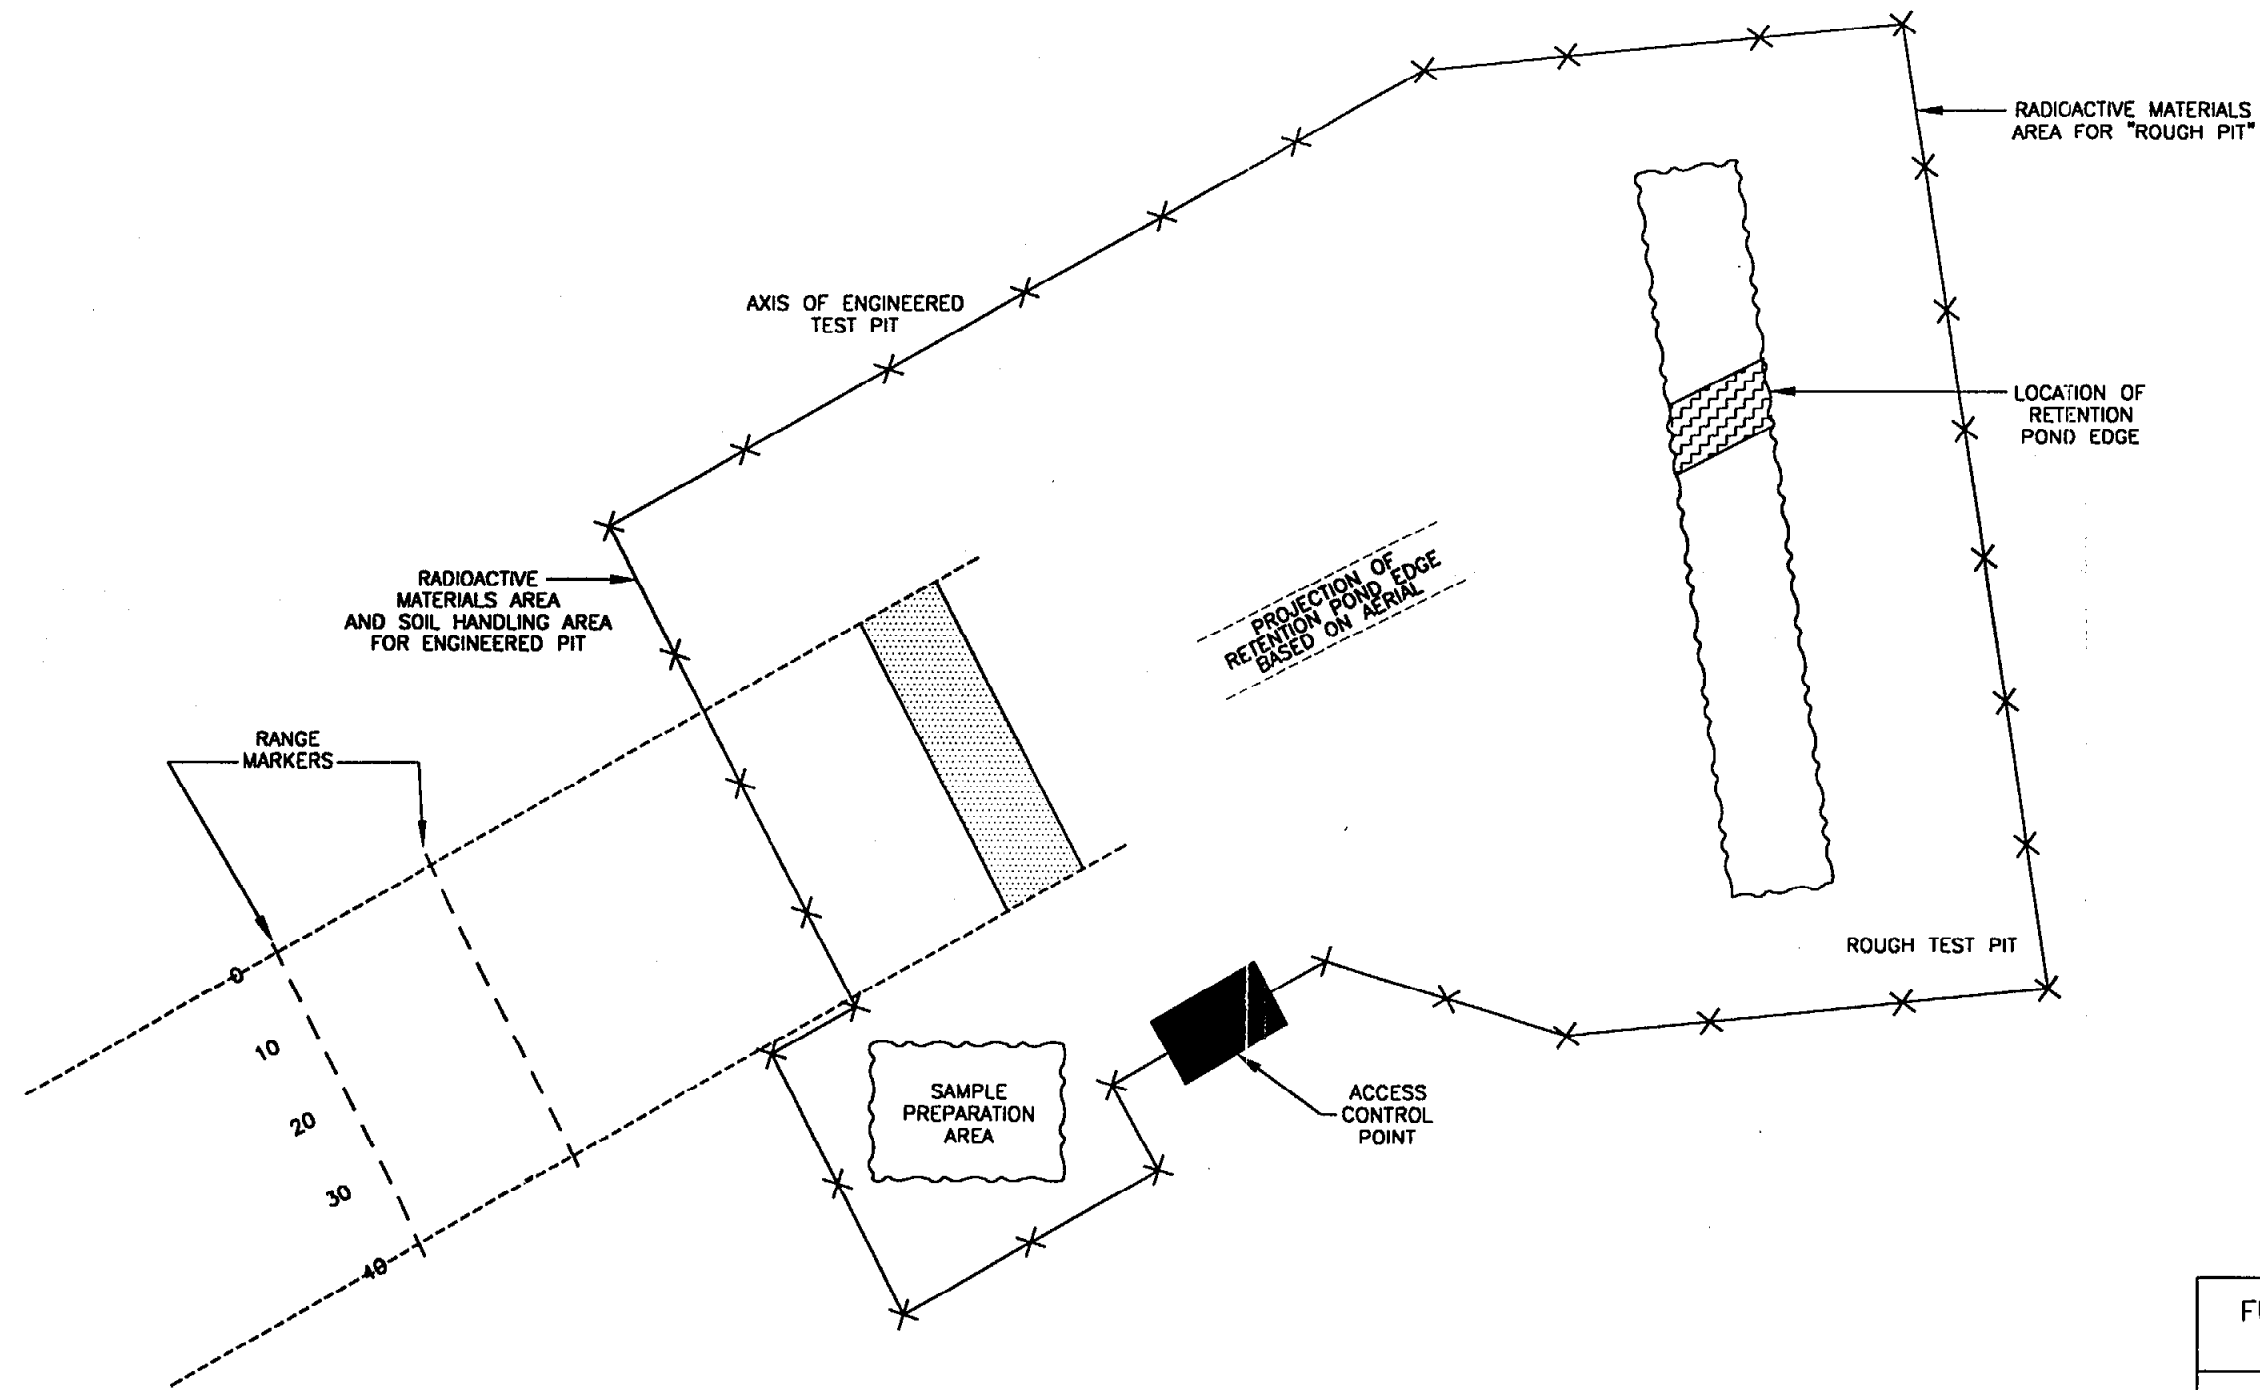 RADIOACTIVE MATERIALS
AREA FOR "ROUGH PIT"
AXIS OF ENGINEERED
TEST PIT
LOCATION OF
RETENTION
POND EDGE
RADIOACTIVE
MATERIALS AREA
AND SOIL HANDLING AREA
FOR ENGINEERED PIT
PROJECTION OF
RETENTION POND EDGE
BASED ON AERIAL
RANGE
MARKERS
ROUGH TEST PIT
0
10
20
30
40
SAMPLE
PREPARATION
AREA
ACCESS
CONTROL
POINT